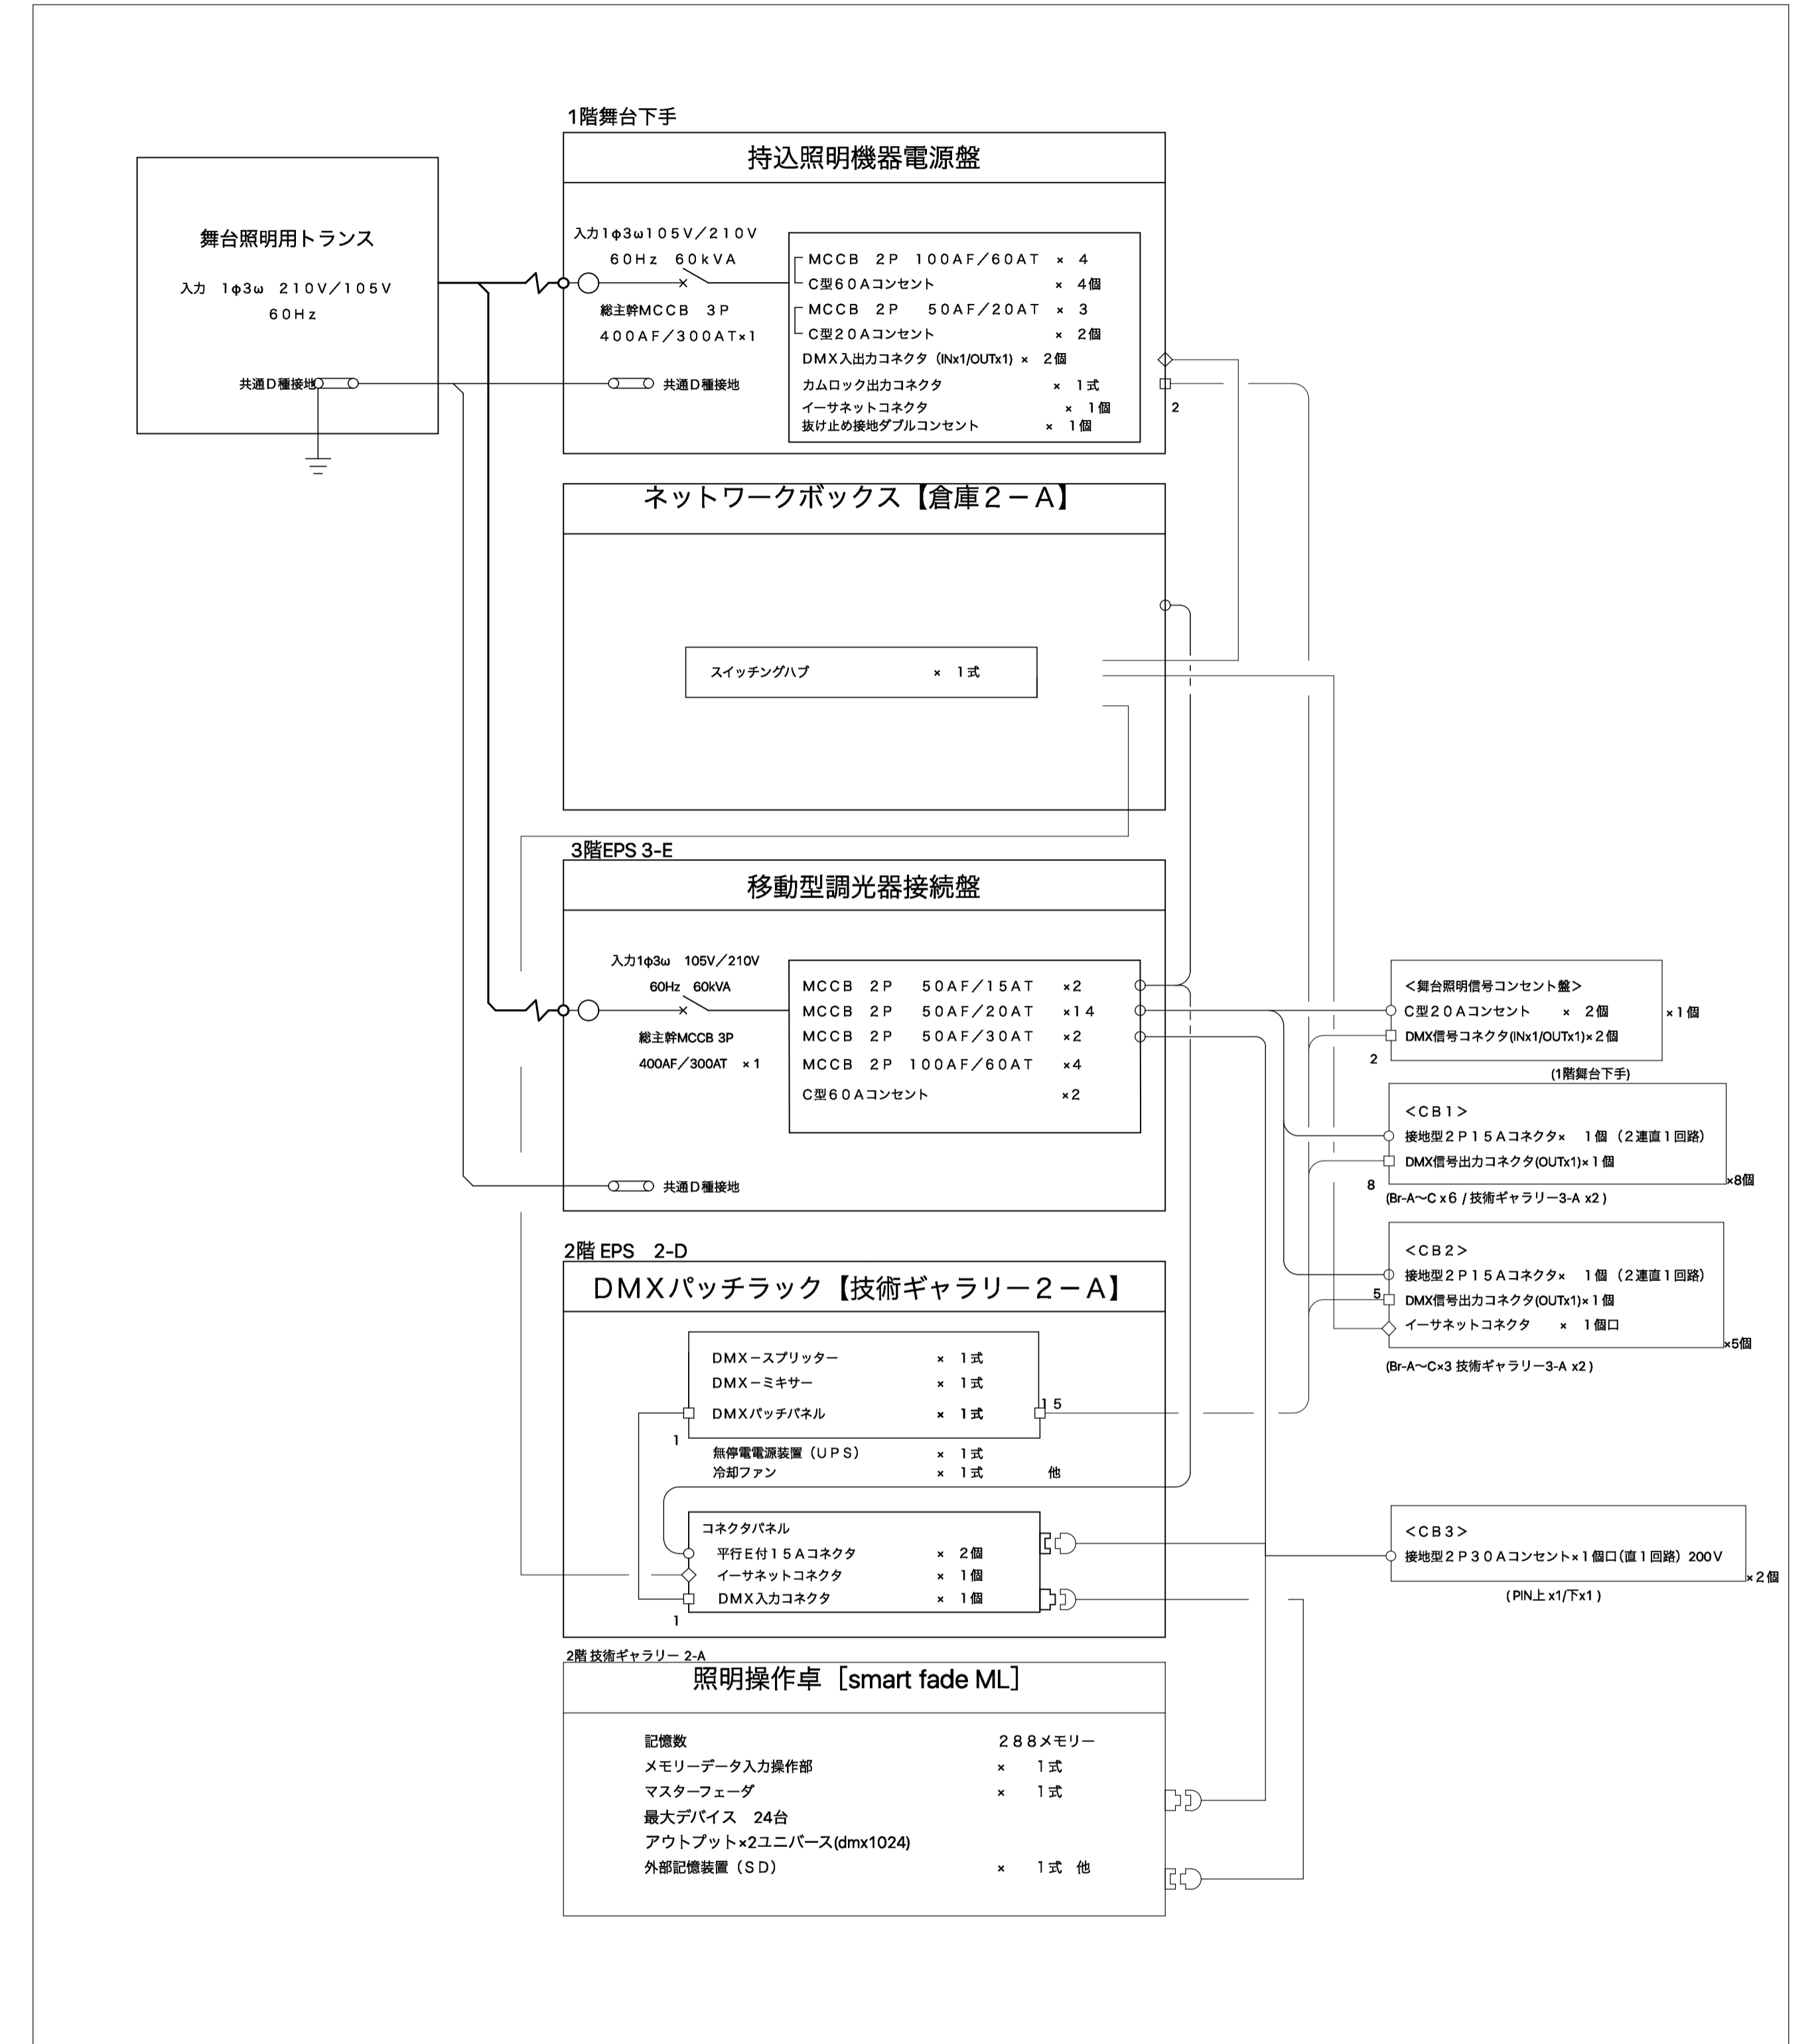 1階舞台下手
持込照明機器電源盤
舞台照明用トランス
入力 1φ3ω 210V/105V
60Hz
共通D種接地
入力1φ3ω105V/210V
60Hz 60kVA
総主幹MCCB 3P
400AF/300AT×1
共通D種接地
MCCB 2P 100AF/60AT × 4
C型60Aコンセント × 4個
MCCB 2P 50AF/20AT × 3
C型20Aコンセント × 2個
DMX入出力コネクタ (INx1/OUTx1) × 2個
カムロック出力コネクタ × 1式
イーサネットコネクタ × 1個
抜け止め接地ダブルコンセント × 1個
2
ネットワークボックス【倉庫2－A】
スイッチングハブ × 1式
3階EPS 3-E
移動型調光器接続盤
入力1φ3ω 105V/210V
60Hz 60kVA
総主幹MCCB 3P
400AF/300AT ×1
MCCB 2P 50AF/15AT ×2
MCCB 2P 50AF/20AT ×14
MCCB 2P 50AF/30AT ×2
MCCB 2P 100AF/60AT ×4
C型60Aコンセント ×2
共通D種接地
<舞台照明信号コンセント盤>
C型20Aコンセント × 2個
×1個
DMX信号コネクタ(INx1/OUTx1)×2個
2
(1階舞台下手)
<CB1>
接地型2P15Aコネクタ× 1個 (2連直1回路)
DMX信号出力コネクタ(OUTx1)×1個
×8個
8
(Br-A〜C x6 / 技術ギャラリー3-A x2 )
<CB2>
接地型2P15Aコネクタ× 1個 (2連直1回路)
5
DMX信号出力コネクタ(OUTx1)×1個
イーサネットコネクタ × 1個口
×5個
(Br-A〜C×3 技術ギャラリー3-A x2 )
2階 EPS 2-D
DMXパッチラック【技術ギャラリー2－A】
DMX－スプリッター × 1式
DMX－ミキサー × 1式
15
DMXパッチパネル × 1式
1
無停電電源装置(UPS) × 1式
冷却ファン × 1式 他
コネクタパネル
平行E付15Aコネクタ × 2個
イーサネットコネクタ × 1個
DMX入力コネクタ × 1個
1
<CB3>
接地型2P30Aコンセント×1個口(直1回路) 200V
×2個
( PIN上 x1/下x1 )
2階 技術ギャラリー 2-A
照明操作卓［smart fade ML］
記憶数 288メモリー
メモリーデータ入力操作部 × 1式
マスターフェーダ × 1式
最大デバイス 24台
アウトプット×2ユニバース(dmx1024)
外部記憶装置(SD) × 1式 他